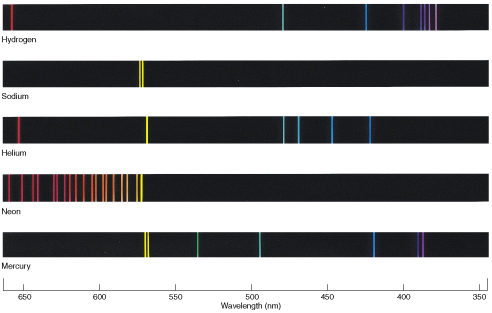 Hydrogen
Sodium
Helium
Neon
Mercury
650 600 550 500 450 400 350
Wavelength (nm)